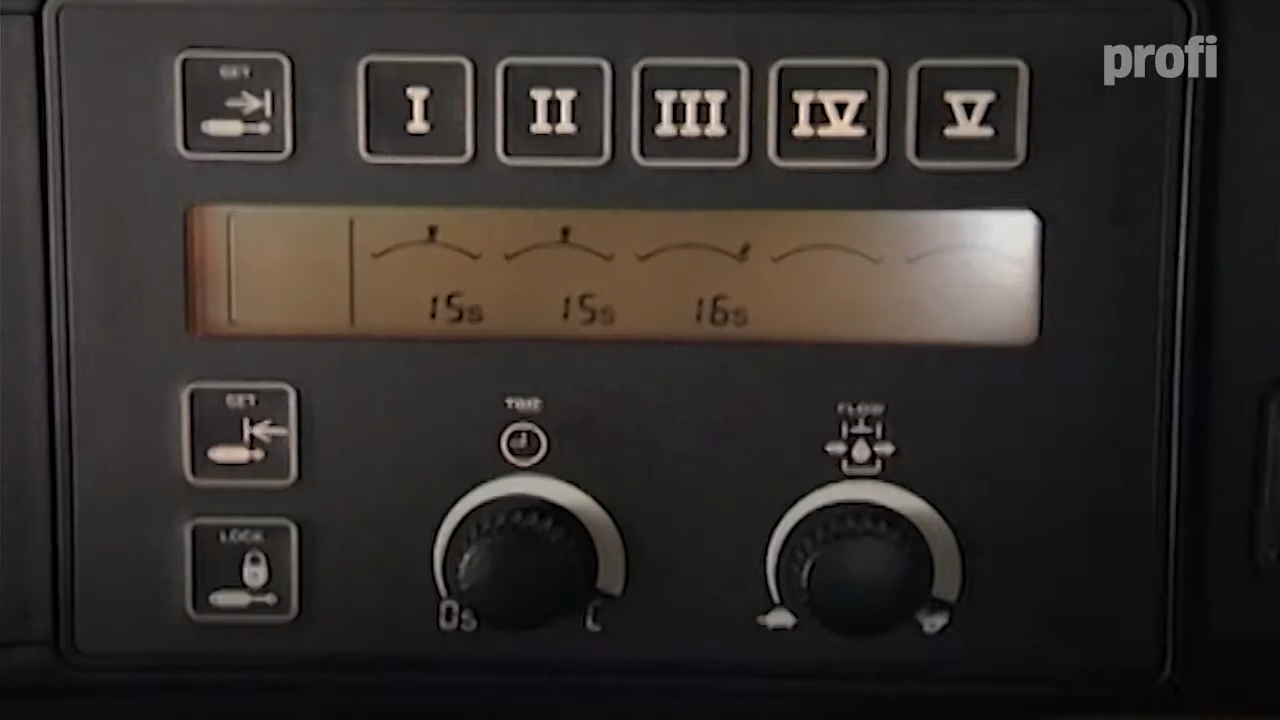 profi
SET
I II III IV V
15s 15s 16s
SET
TIME
FLOW
LOCK
0s C